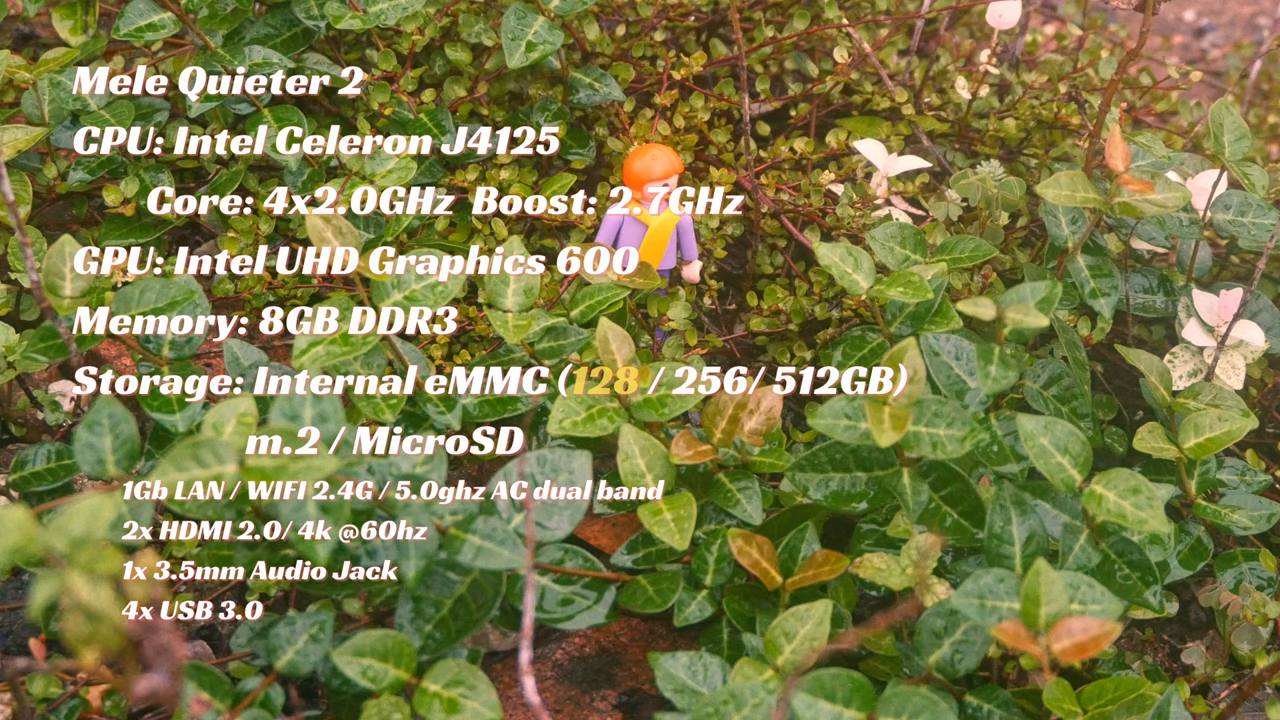 Mele Quieter 2
CPU: Intel Celeron J4125
Core: 4x2.0GHz Boost: 2.7GHz
GPU: Intel UHD Graphics 600
Memory: 8GB DDR3
Storage: Internal eMMC (128 / 256/ 512GB)
m.2 / MicroSD
1Gb LAN / WIFI 2.4G / 5.0ghz AC dual band
2x HDMI 2.0/ 4k @60hz
1x 3.5mm Audio Jack
4x USB 3.0